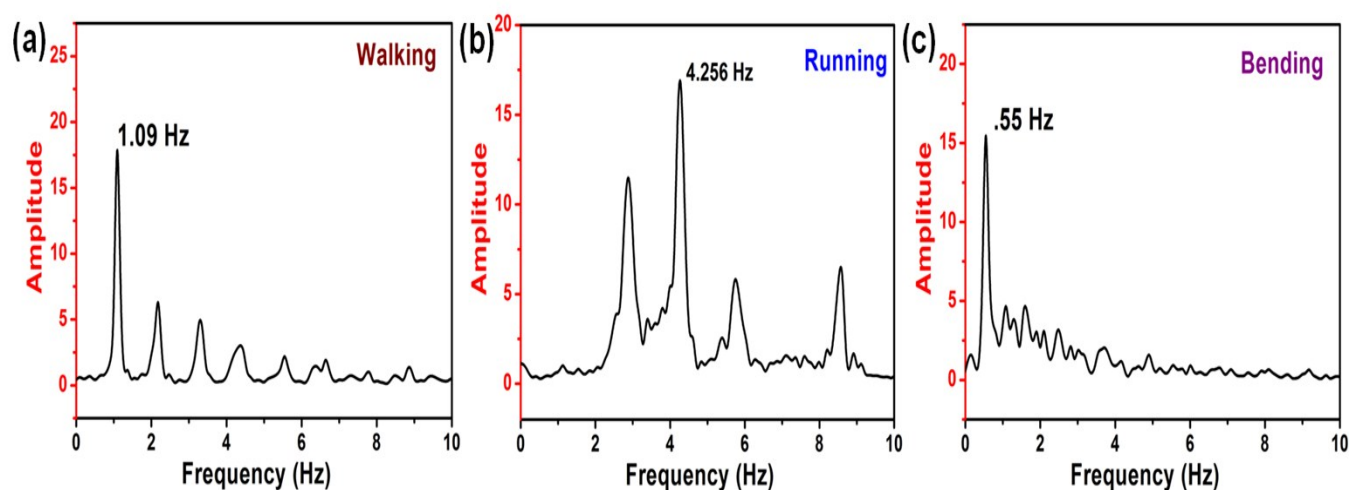 (a)
Walking
1.09 Hz
25
20
15
10
5
0
Amplitude
0 2 4 6 8 10
Frequency (Hz)
(b)
Running
4.256 Hz
20
15
10
5
0
Amplitude
0 2 4 6 8 10
Frequency (Hz)
(c)
Bending
.55 Hz
20
15
10
5
0
Amplitude
0 2 4 6 8 10
Frequency (Hz)